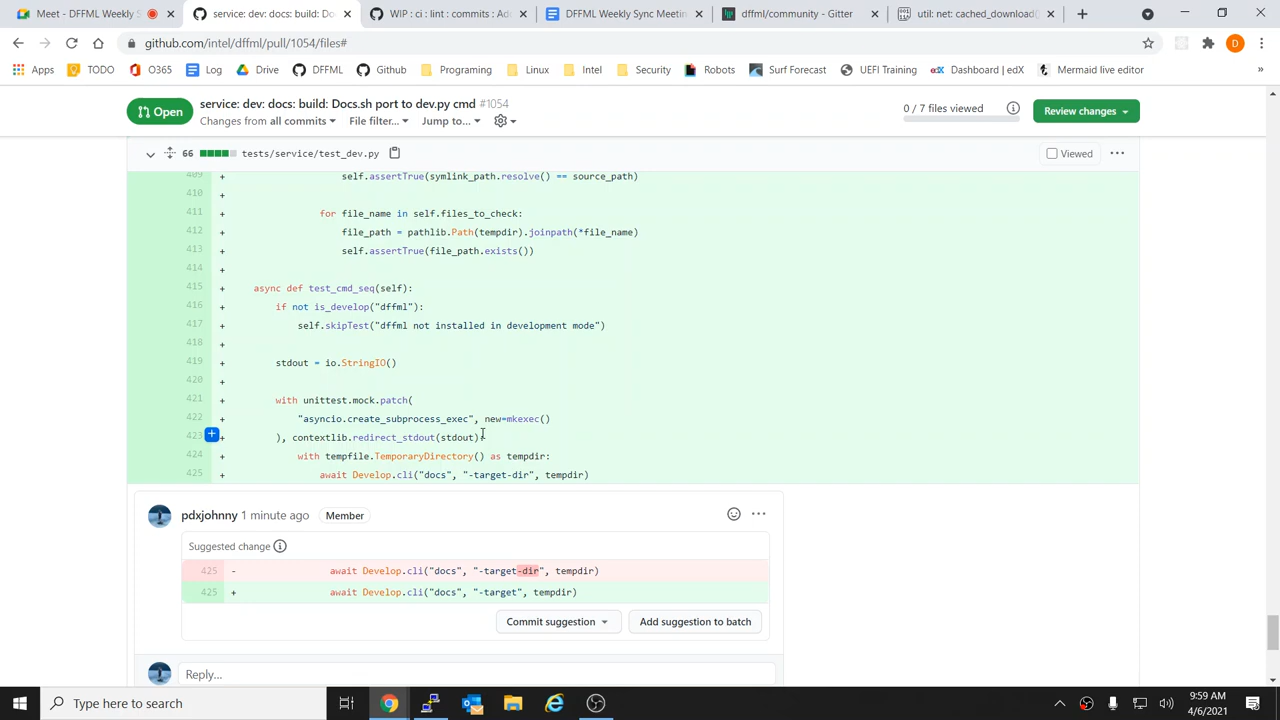 Meet - DFFML Weekly S
service: dev: docs: build: Do
WIP : ci : lint : commits : Ad
DFFML Weekly Sync Meeting
dffml/community - Gitter
util: net: cached_download(
github.com/intel/dffml/pull/1054/files#
D
Apps
TODO
O365
Log
Drive
DFFML
Github
Programing
Linux
Intel
Security
Robots
Surf Forecast
UEFI Training
Dashboard | edX
Mermaid live editor
»
Open
service: dev: docs: build: Docs.sh port to dev.py cmd #1054
Changes from all commits
File filter...
Jump to...
0 / 7 files viewed
Review changes
66
tests/service/test_dev.py
Viewed
409 + self.assertTrue(symlink_path.resolve() == source_path)
410 +
411 + for file_name in self.files_to_check:
412 + file_path = pathlib.Path(tempdir).joinpath(*file_name)
413 + self.assertTrue(file_path.exists())
414 +
415 + async def test_cmd_seq(self):
416 + if not is_develop("dffml"):
417 + self.skipTest("dffml not installed in development mode")
418 +
419 + stdout = io.StringIO()
420 +
421 + with unittest.mock.patch(
422 + "asyncio.create_subprocess_exec", new=mkexec()
423 + ), contextlib.redirect_stdout(stdout):
424 + with tempfile.TemporaryDirectory() as tempdir:
425 + await Develop.cli("docs", "-target-dir", tempdir)
pdxjohnny 1 minute ago
Member
Suggested change
425 - await Develop.cli("docs", "-target-dir", tempdir)
425 + await Develop.cli("docs", "-target", tempdir)
Commit suggestion
Add suggestion to batch
Reply...
Type here to search
9:59 AM
4/6/2021